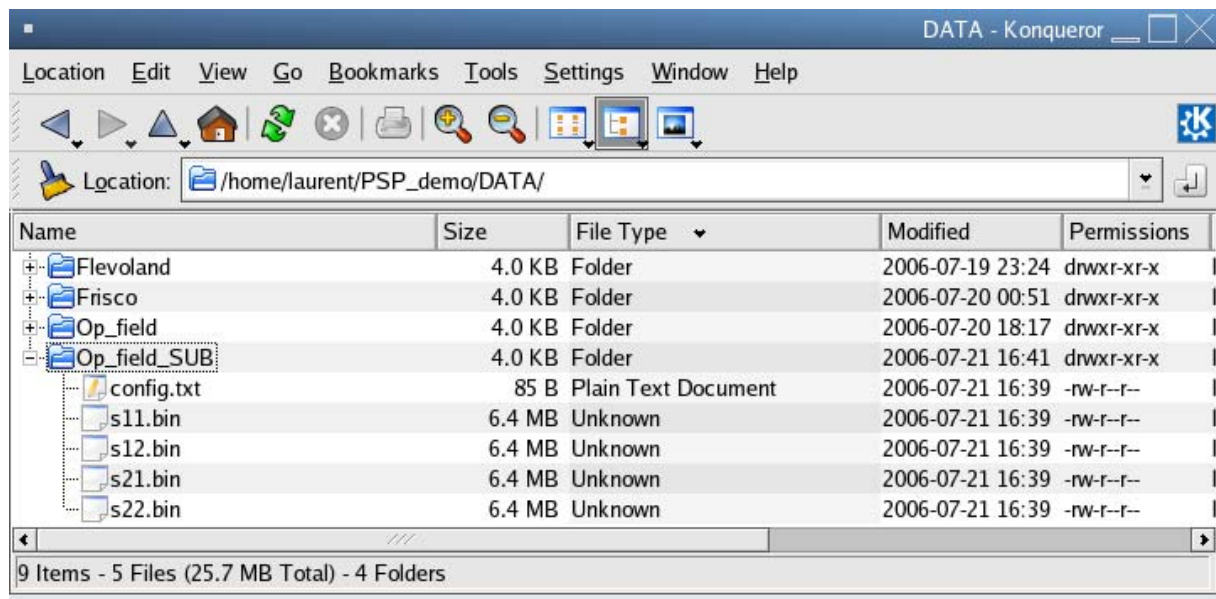 DATA - Konqueror
Location Edit View Go Bookmarks Tools Settings Window Help
Location: /home/laurent/PSP_demo/DATA/
Name Size File Type Modified Permissions
Flevoland 4.0 KB Folder 2006-07-19 23:24 drwxr-xr-x
Frisco 4.0 KB Folder 2006-07-20 00:51 drwxr-xr-x
Op_field 4.0 KB Folder 2006-07-20 18:17 drwxr-xr-x
Op_field_SUB 4.0 KB Folder 2006-07-21 16:41 drwxr-xr-x
config.txt 85 B Plain Text Document 2006-07-21 16:39 -rw-r--r--
s11.bin 6.4 MB Unknown 2006-07-21 16:39 -rw-r--r--
s12.bin 6.4 MB Unknown 2006-07-21 16:39 -rw-r--r--
s21.bin 6.4 MB Unknown 2006-07-21 16:39 -rw-r--r--
s22.bin 6.4 MB Unknown 2006-07-21 16:39 -rw-r--r--
9 Items - 5 Files (25.7 MB Total) - 4 Folders